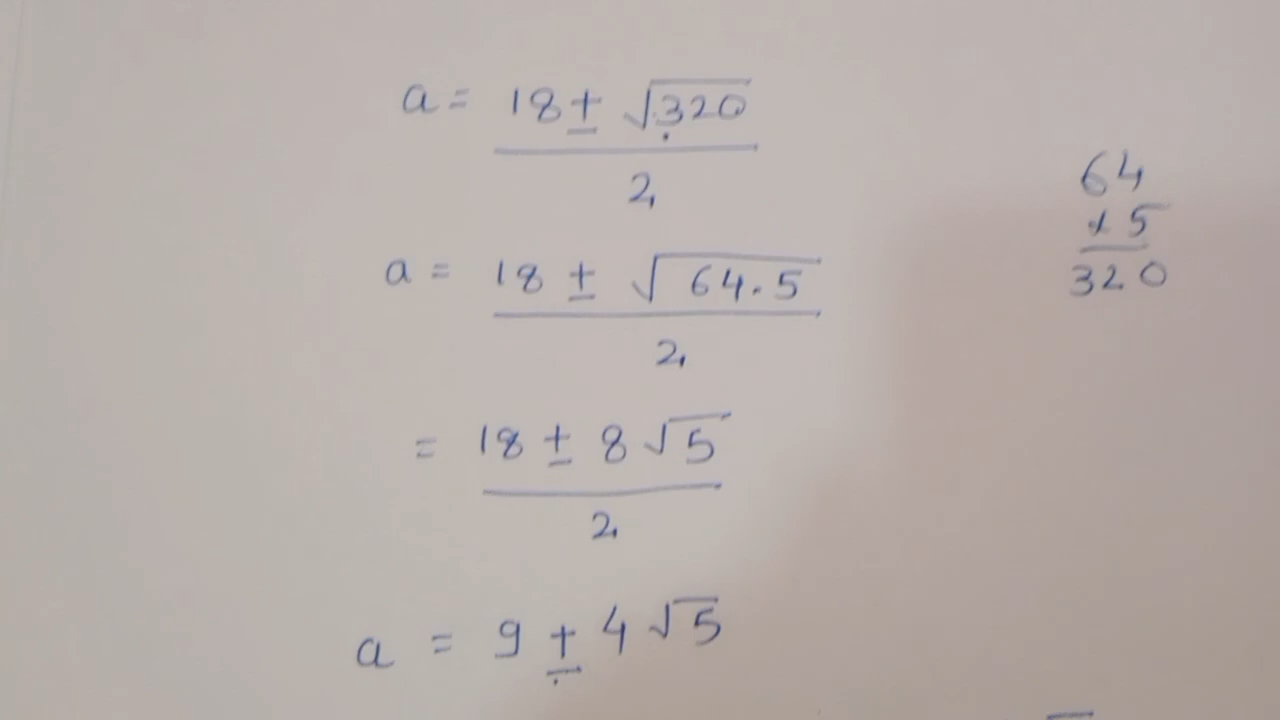 a = 18 ± √320
2
a = 18 ± √64.5
2
= 18 ± 8√5
2
a = 9 ± 4√5
64
× 5
320